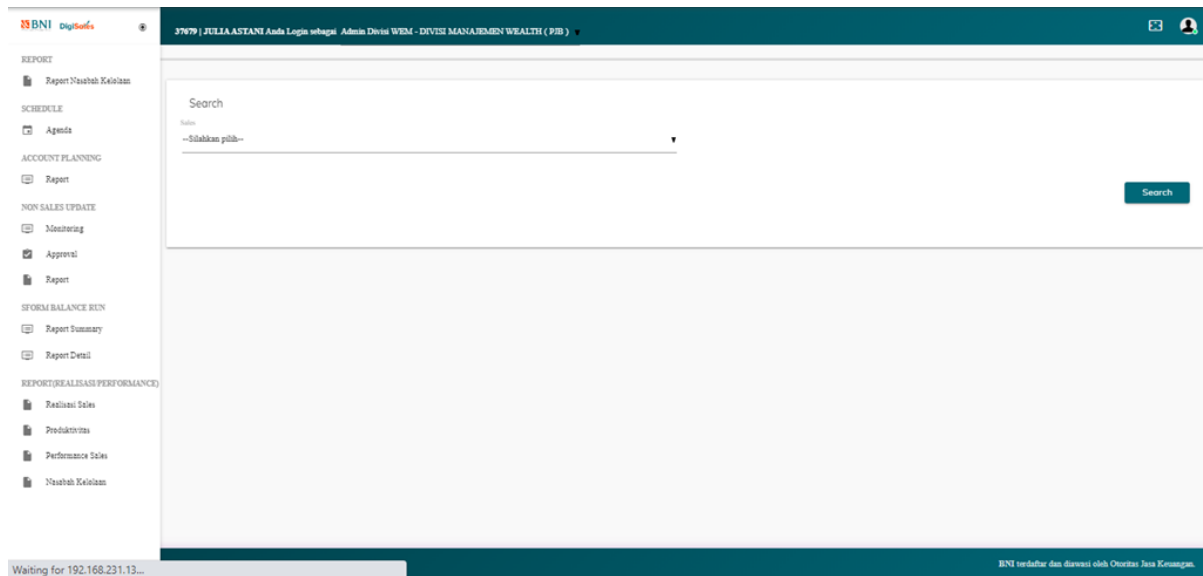 BNI DigiSales
37679 | JULIA ASTANI Anda Login sebagai Admin Divisi WEM - DIVISI MANAJEMEN WEALTH ( PJB )
REPORT
Report Nasabah Kelolaan
SCHEDULE
Agenda
ACCOUNT PLANNING
Report
NON SALES UPDATE
Monitoring
Approval
Report
SFORM BALANCE RUN
Report Summary
Report Detail
REPORT(REALISASI/PERFORMANCE)
Realisasi Sales
Produktivitas
Performance Sales
Nasabah Kelolaan
Search
Sales
--Silahkan pilih--
Search
BNI terdaftar dan diawasi oleh Otoritas Jasa Keuangan.
Waiting for 192.168.231.13...